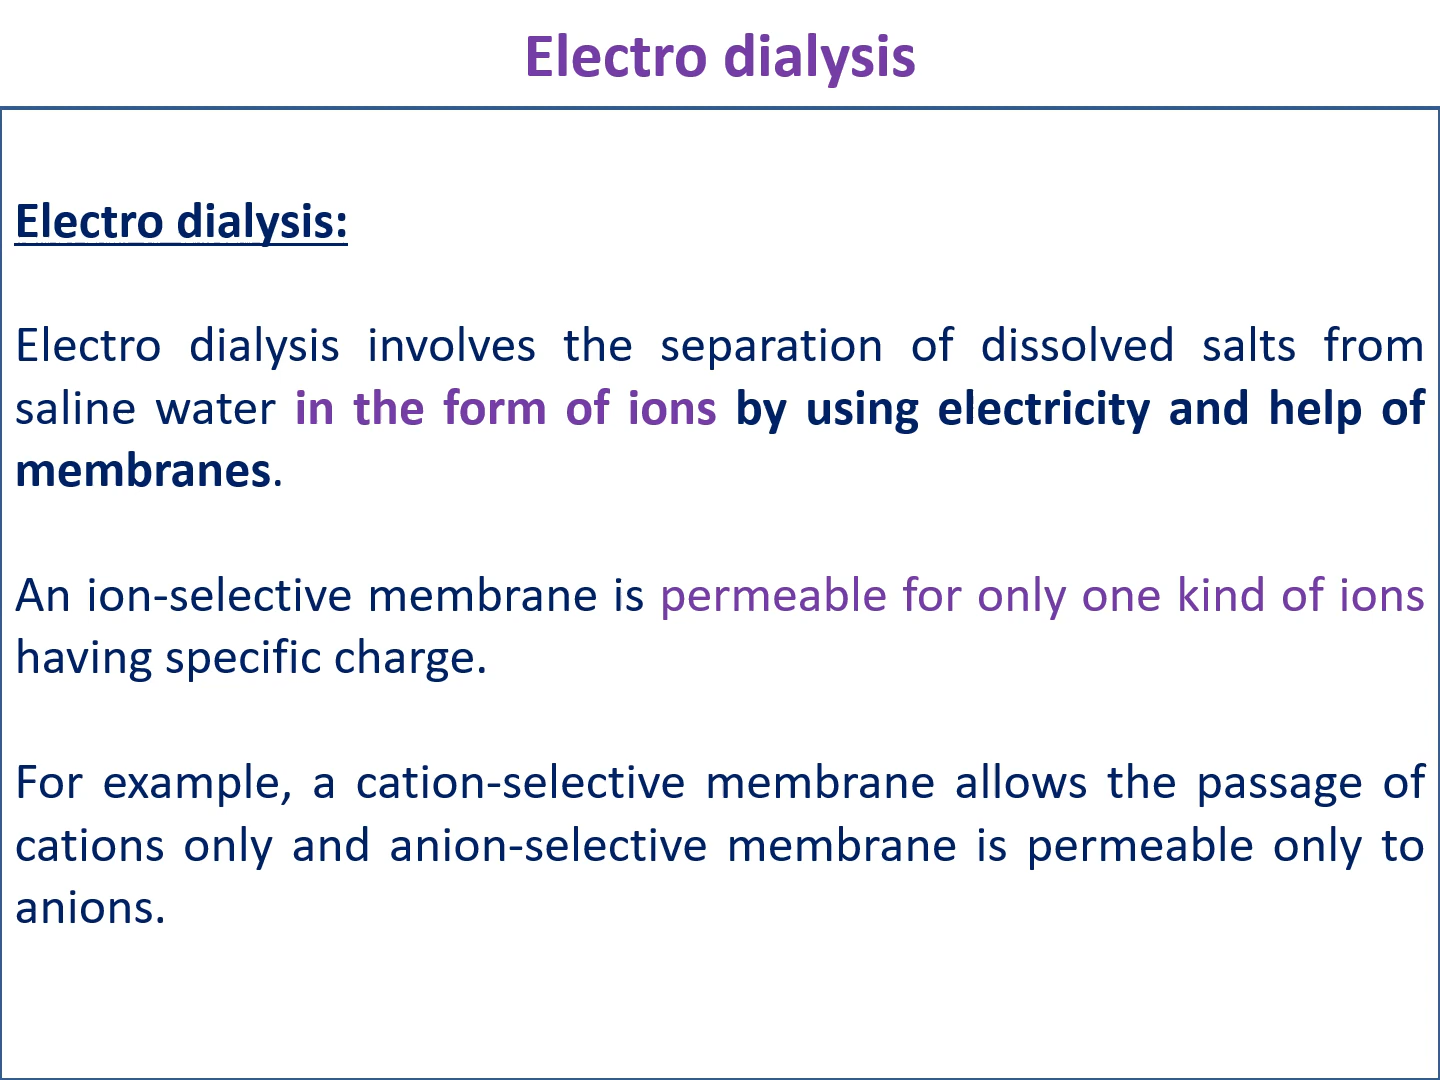 Electro dialysis
Electro dialysis:
Electro dialysis involves the separation of dissolved salts from
saline water in the form of ions by using electricity and help of
membranes.
An ion-selective membrane is permeable for only one kind of ions
having specific charge.
For example, a cation-selective membrane allows the passage of
cations only and anion-selective membrane is permeable only to
anions.